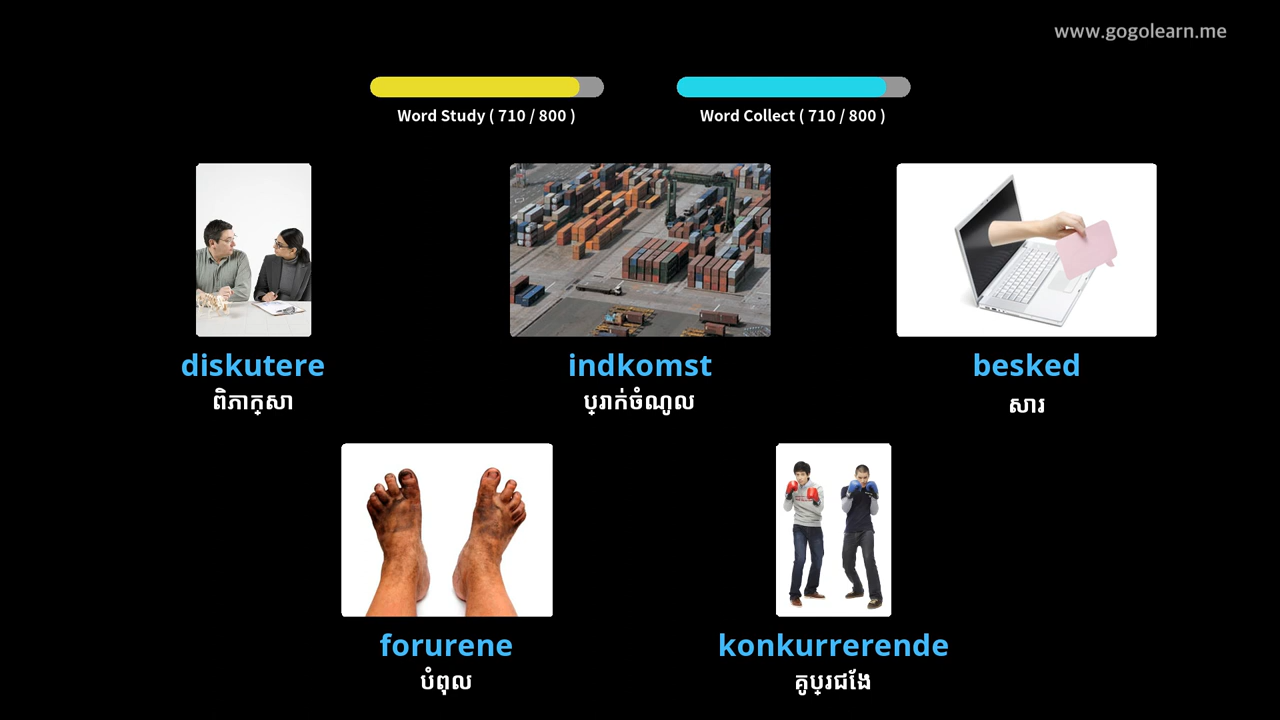 www.gogolearn.me
Word Study ( 710 / 800 )
Word Collect ( 710 / 800 )
diskutere
ពិភាក្សា
indkomst
ប្រាក់ចំណូល
besked
សារ
forurene
បំពុល
konkurrerende
គូប្រជែង